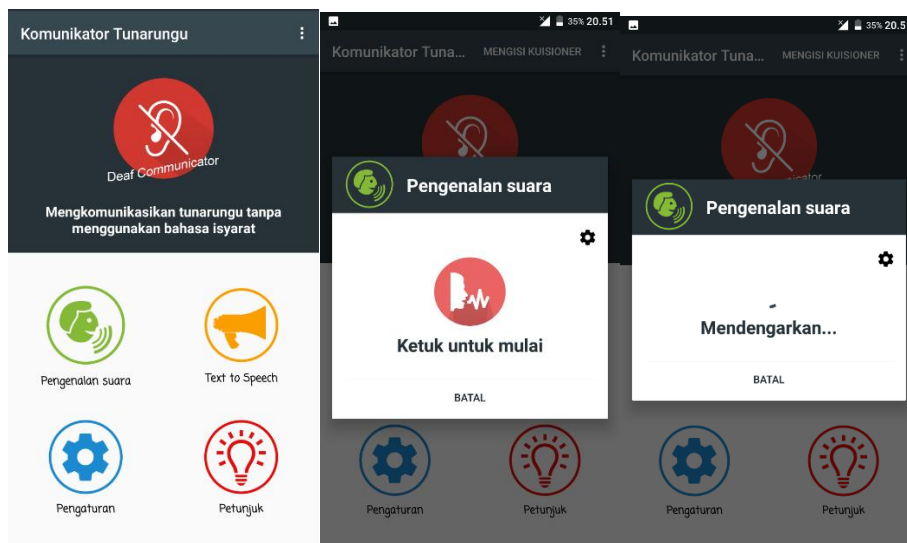 Komunikator Tunarungu
Deaf Communicator
Mengkomunikasikan tunarungu tanpa
menggunakan bahasa isyarat
Pengenalan suara
Text to Speech
Pengaturan
Petunjuk
35% 20.51
Komunikator Tuna... MENGISI KUISIONER
Pengenalan suara
Ketuk untuk mulai
BATAL
Pengaturan
Petunjuk
35% 20.5
Komunikator Tuna... MENGISI KUISIONER
Pengenalan suara
Mendengarkan...
BATAL
Pengaturan
Petunjuk